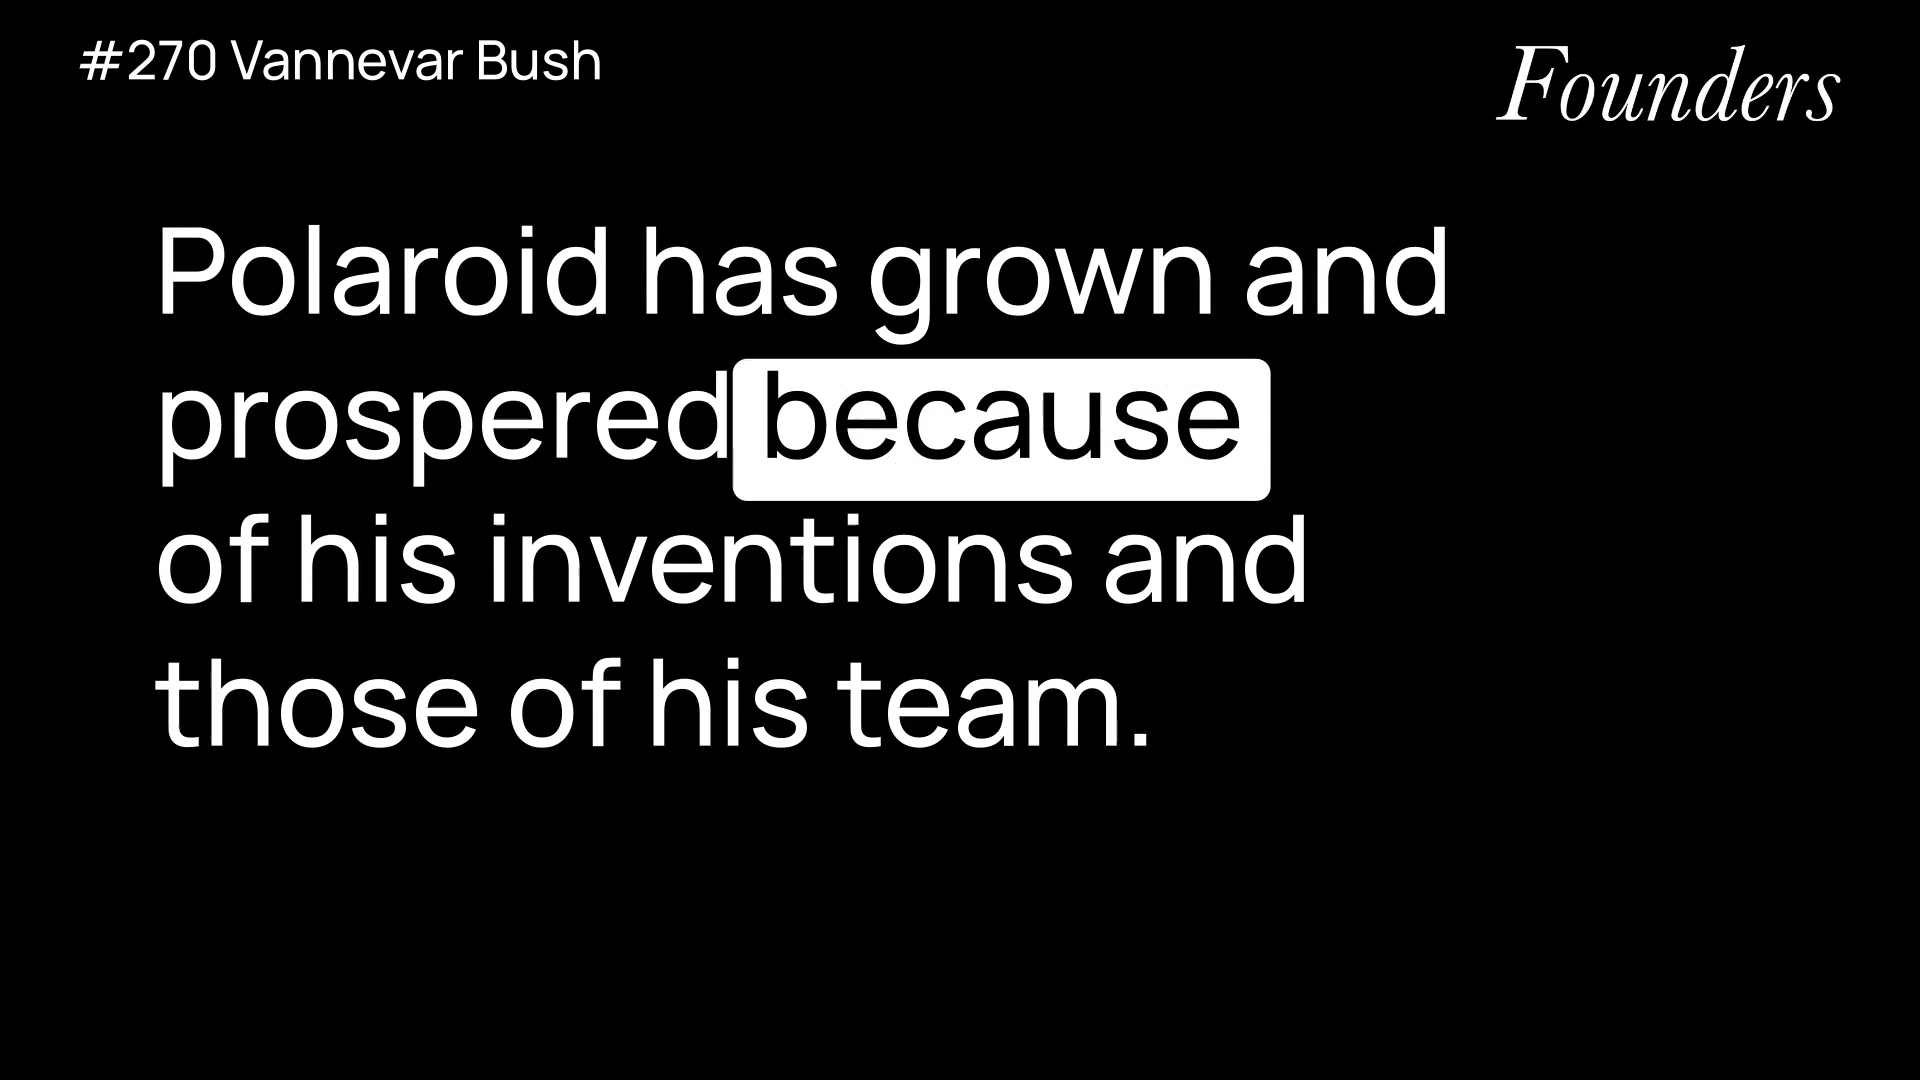 #270 Vannevar Bush
Founders
Polaroid has grown and
prospered because
of his inventions and
those of his team.